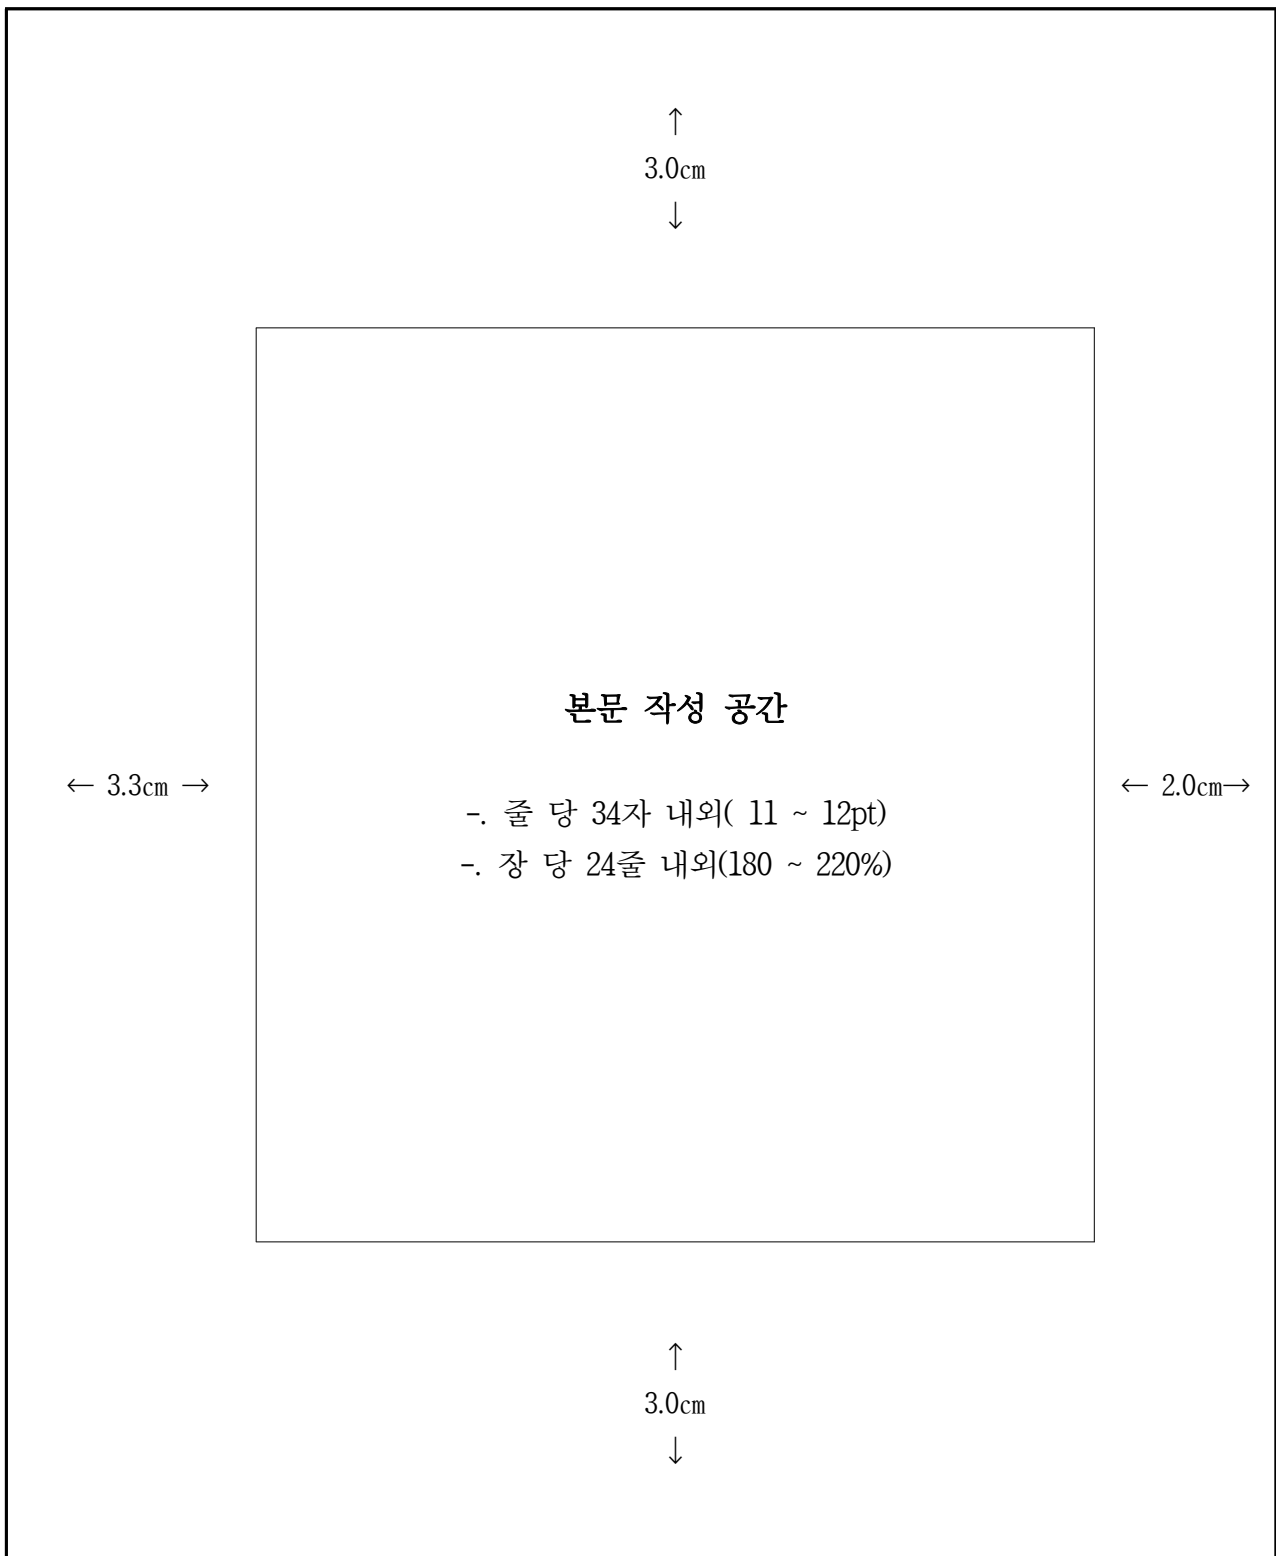 ↑
3.0cm
↓
본문 작성 공간
← 3.3cm →
← 2.0cm→
-. 줄 당 34자 내외( 11 ~ 12pt)
-. 장 당 24줄 내외(180 ~ 220%)
↑
3.0cm
↓